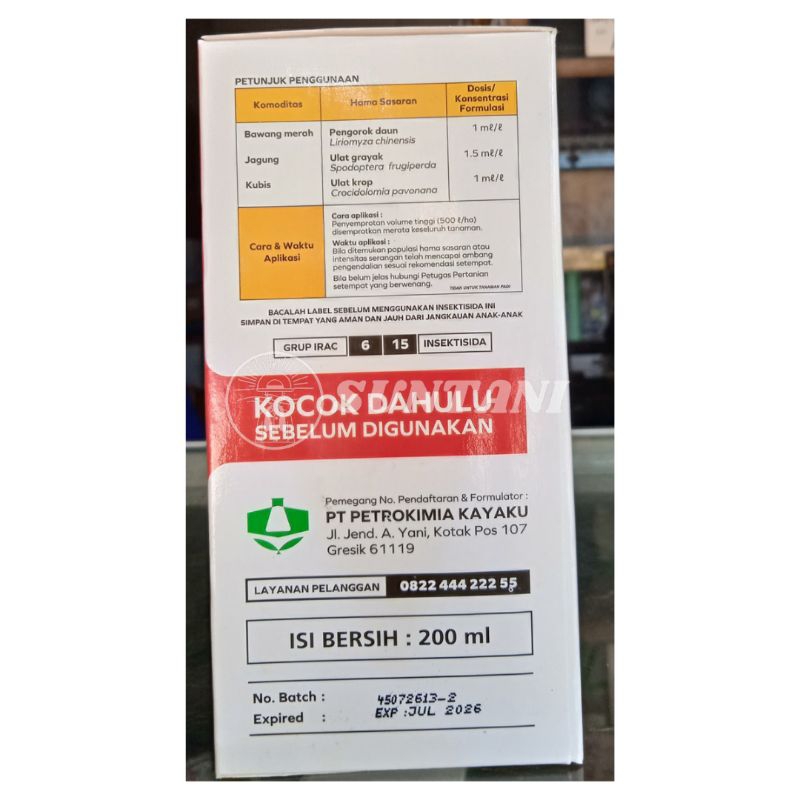 PETUNJUK PENGGUNAAN
Komoditas Hama Sasaran Dosis/
Konsentrasi
Formulasi
Bawang merah Pengorok daun 1 mℓ/ℓ
Liriomyza chinensis
Jagung Ulat grayak 1.5 mℓ/ℓ
Spodoptera frugiperda
Kubis Ulat krop 1 mℓ/ℓ
Crocidolomia pavonana
Cara & Waktu
Aplikasi
Cara aplikasi :
Penyemprotan volume tinggi (500 ℓ/ha)
disemprotkan merata keseluruh tanaman.
Waktu aplikasi :
Bila ditemukan populasi hama sasaran atau
intensitas serangan telah mencapai ambang
pengendalian sesuai rekomendasi setempat.
Bila belum jelas hubungi Petugas Pertanian
setempat yang berwenang.
TIDAK UNTUK TANAMAN PADI
BACALAH LABEL SEBELUM MENGGUNAKAN INSEKTISIDA INI
SIMPAN DI TEMPAT YANG AMAN DAN JAUH DARI JANGKAUAN ANAK-ANAK
GRUP IRAC 6 15 INSEKTISIDA
SUNTANI
KOCOK DAHULU
SEBELUM DIGUNAKAN
Pemegang No. Pendaftaran & Formulator :
PT PETROKIMIA KAYAKU
Jl. Jend. A. Yani, Kotak Pos 107
Gresik 61119
LAYANAN PELANGGAN 0822 444 222 55
ISI BERSIH : 200 ml
No. Batch : 45072613-2
Expired : EXP :JUL 2026